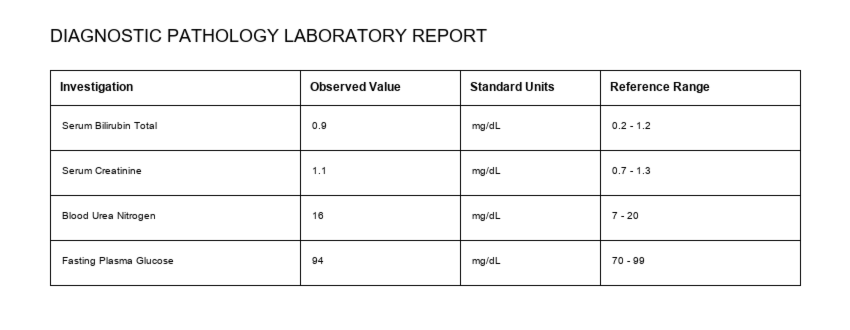 DIAGNOSTIC PATHOLOGY LABORATORY REPORT
Investigation Observed Value Standard Units Reference Range
Serum Bilirubin Total 0.9 mg/dL 0.2 - 1.2
Serum Creatinine 1.1 mg/dL 0.7 - 1.3
Blood Urea Nitrogen 16 mg/dL 7 - 20
Fasting Plasma Glucose 94 mg/dL 70 - 99